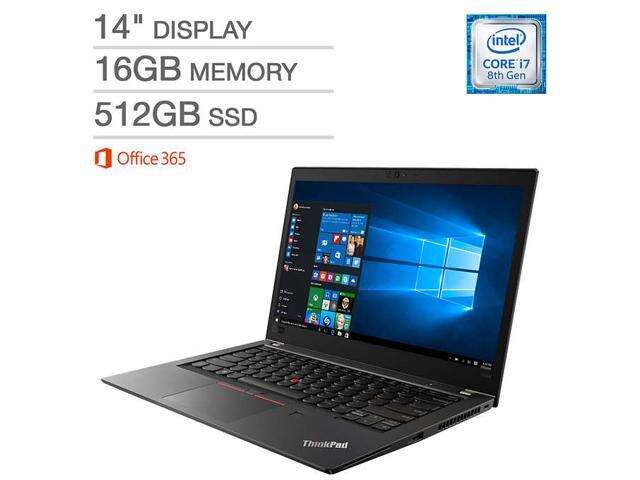 14" DISPLAY
16GB MEMORY
512GB SSD
Office 365
intel
CORE i7
8th Gen
ThinkPad